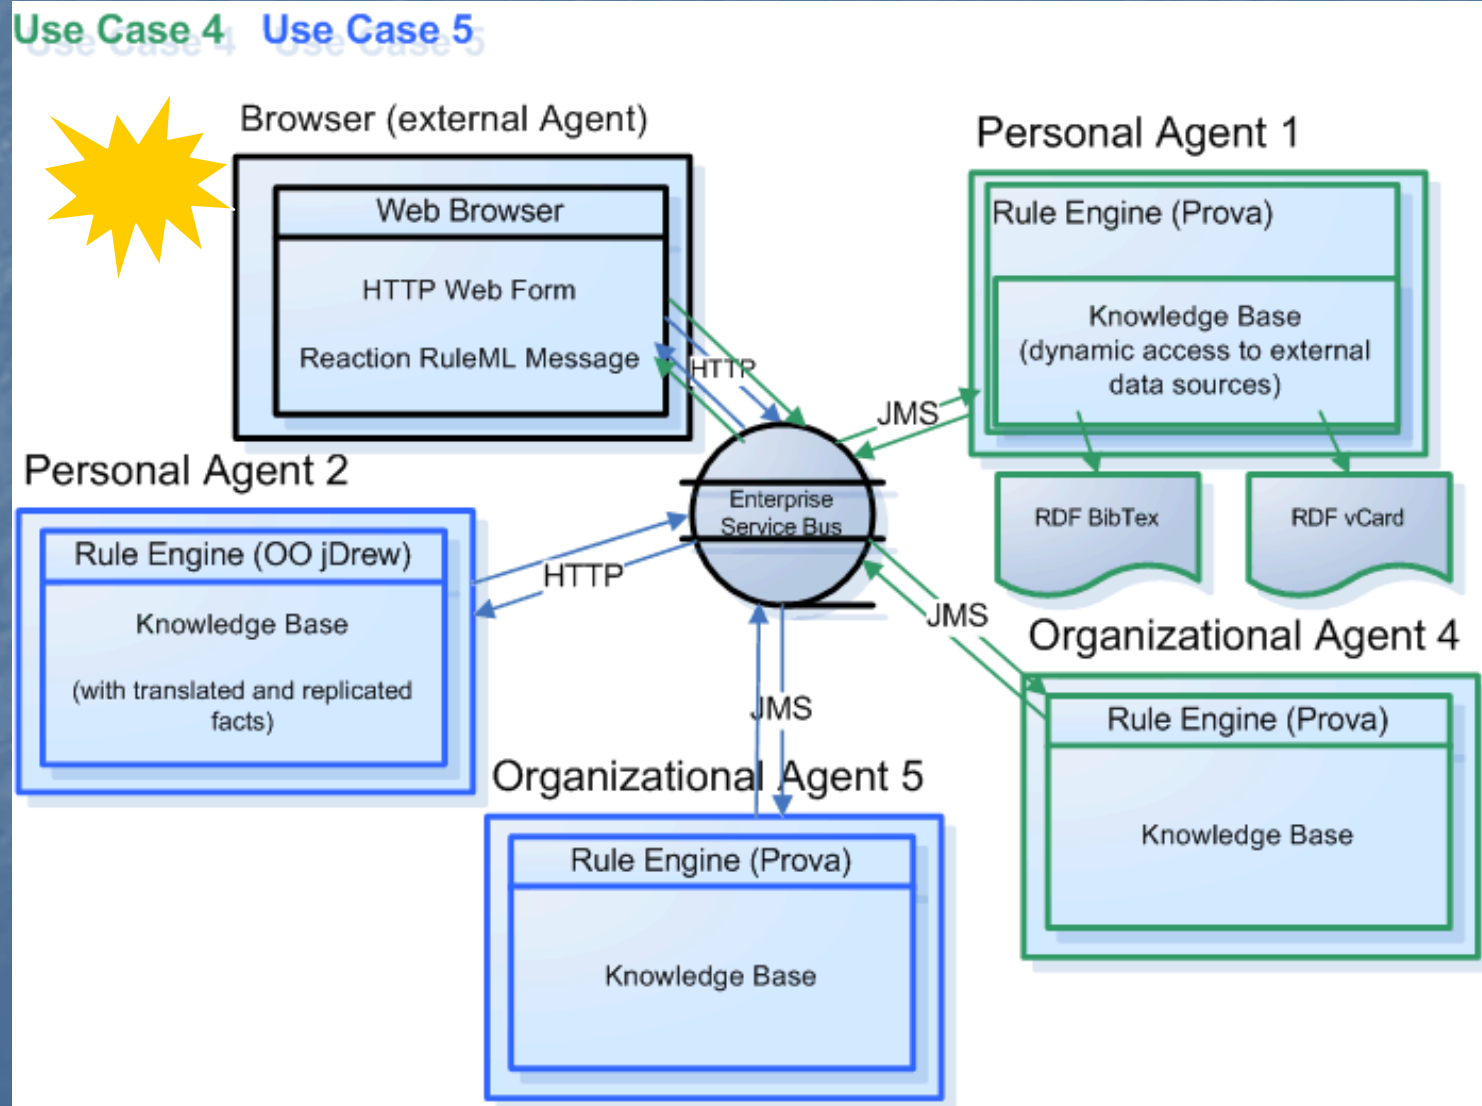 Use Case 4 Use Case 5
Browser (external Agent)
Web Browser
HTTP Web Form
Reaction RuleML Message
HTTP
Personal Agent 1
Rule Engine (Prova)
Knowledge Base
(dynamic access to external
data sources)
JMS
RDF BibTex
RDF vCard
Enterprise
Service Bus
Personal Agent 2
Rule Engine (OO jDrew)
Knowledge Base
(with translated and replicated
facts)
HTTP
JMS
Organizational Agent 4
Rule Engine (Prova)
Knowledge Base
JMS
Organizational Agent 5
Rule Engine (Prova)
Knowledge Base